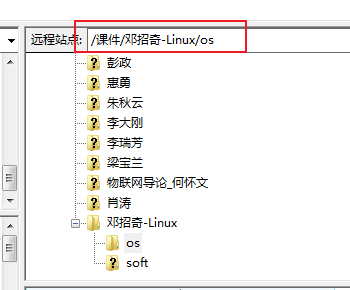 远程站点: /课件/邓招奇-Linux/os
彭政
惠勇
朱秋云
李大刚
李瑞芳
梁宝兰
物联网导论_何怀文
肖涛
邓招奇-Linux
os
soft